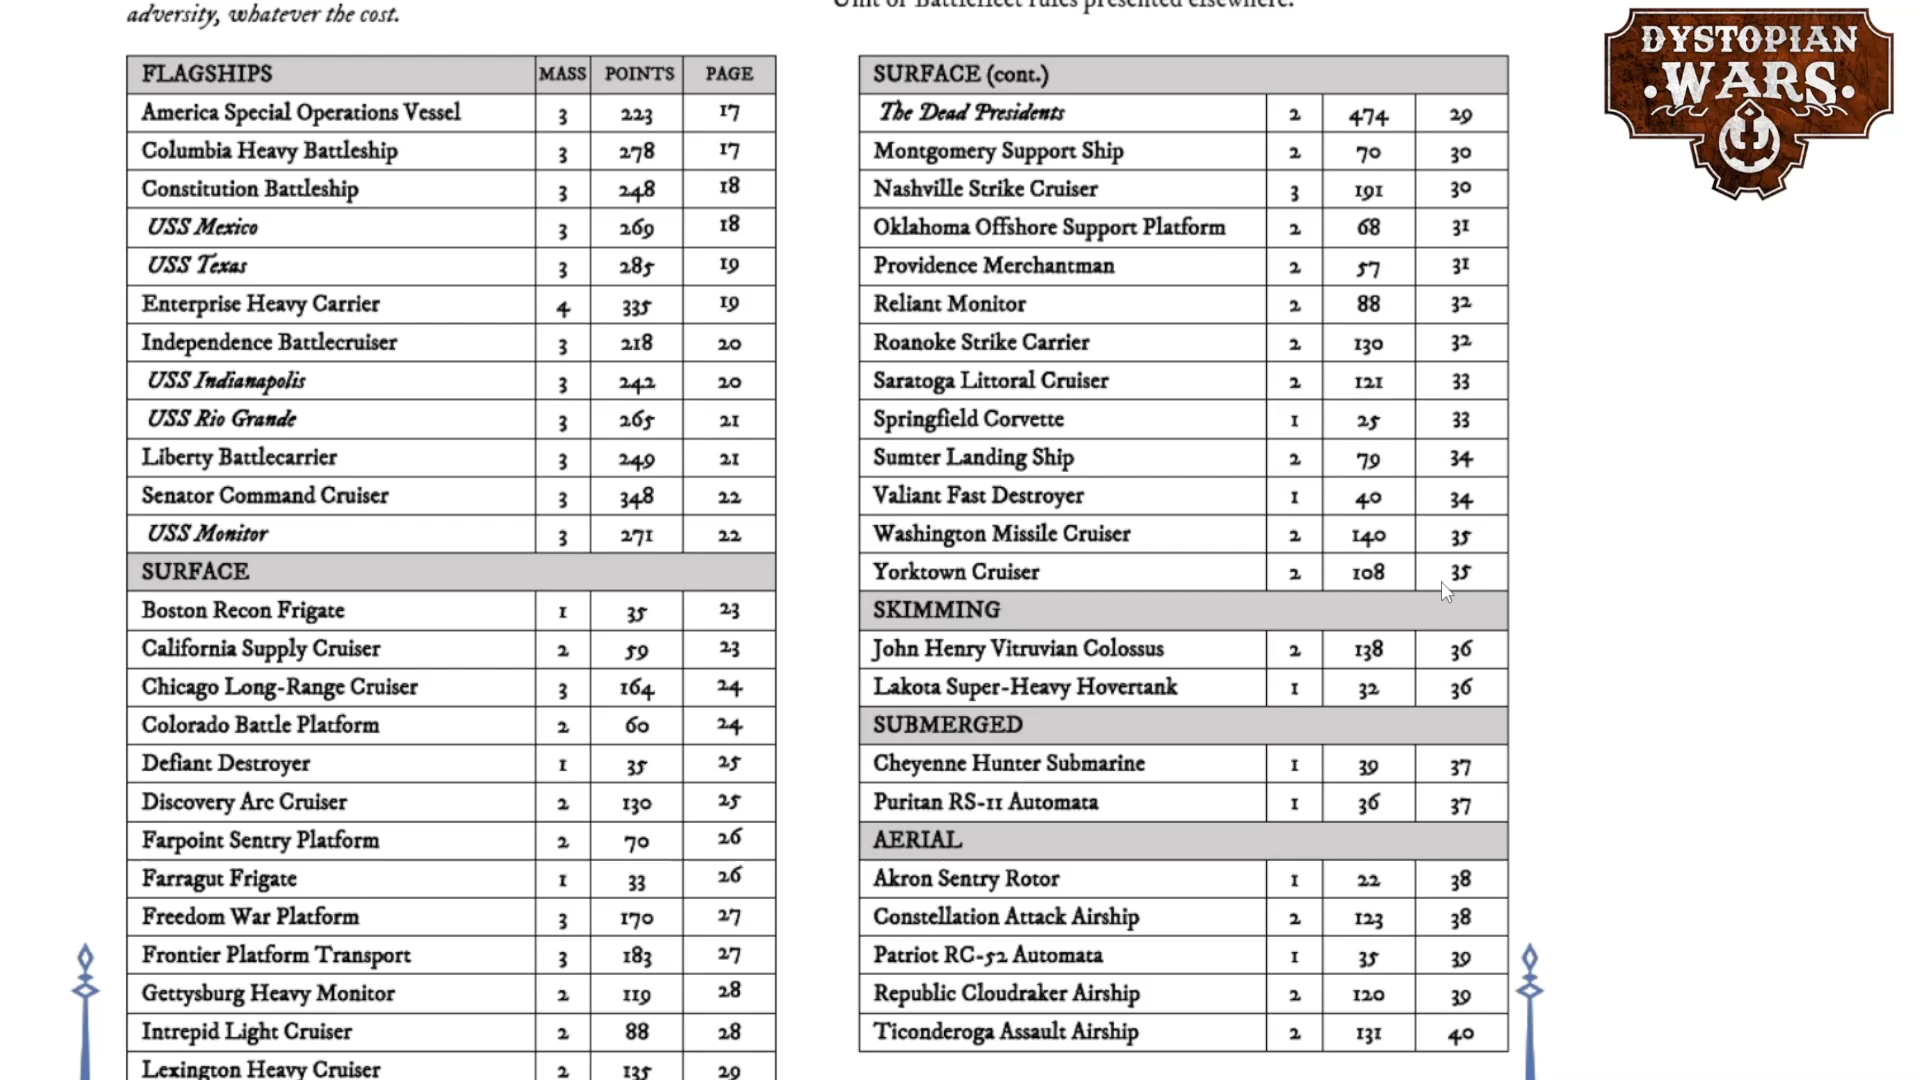 adversity, whatever the cost.
Unit or Battlefleet rules presented elsewhere.
FLAGSHIPS MASS POINTS PAGE
America Special Operations Vessel 3 223 17
Columbia Heavy Battleship 3 278 17
Constitution Battleship 3 248 18
USS Mexico 3 269 18
USS Texas 3 285 19
Enterprise Heavy Carrier 4 335 19
Independence Battlecruiser 3 218 20
USS Indianapolis 3 242 20
USS Rio Grande 3 265 21
Liberty Battlecarrier 3 249 21
Senator Command Cruiser 3 348 22
USS Monitor 3 271 22
SURFACE
Boston Recon Frigate 1 35 23
California Supply Cruiser 2 59 23
Chicago Long-Range Cruiser 3 164 24
Colorado Battle Platform 2 60 24
Defiant Destroyer 1 35 25
Discovery Arc Cruiser 2 130 25
Farpoint Sentry Platform 2 70 26
Farragut Frigate 1 33 26
Freedom War Platform 3 170 27
Frontier Platform Transport 3 183 27
Gettysburg Heavy Monitor 2 119 28
Intrepid Light Cruiser 2 88 28
Lexington Heavy Cruiser 2 135 29
SURFACE (cont.)
The Dead Presidents 2 474 29
Montgomery Support Ship 2 70 30
Nashville Strike Cruiser 3 191 30
Oklahoma Offshore Support Platform 2 68 31
Providence Merchantman 2 57 31
Reliant Monitor 2 88 32
Roanoke Strike Carrier 2 130 32
Saratoga Littoral Cruiser 2 121 33
Springfield Corvette 1 25 33
Sumter Landing Ship 2 79 34
Valiant Fast Destroyer 1 40 34
Washington Missile Cruiser 2 140 35
Yorktown Cruiser 2 108 35
SKIMMING
John Henry Vitruvian Colossus 2 138 36
Lakota Super-Heavy Hovertank 1 32 36
SUBMERGED
Cheyenne Hunter Submarine 1 39 37
Puritan RS-11 Automata 1 36 37
AERIAL
Akron Sentry Rotor 1 22 38
Constellation Attack Airship 2 123 38
Patriot RC-52 Automata 1 35 39
Republic Cloudraker Airship 2 120 39
Ticonderoga Assault Airship 2 131 40
DYSTOPIAN
WARS